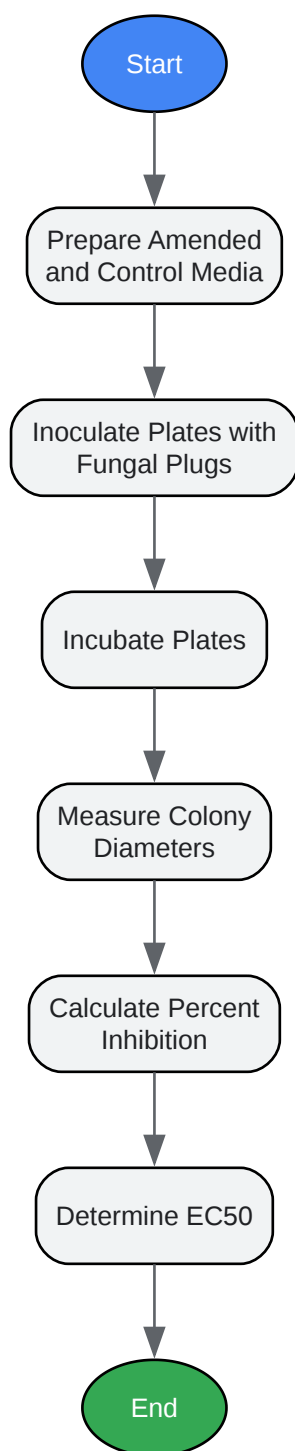 Start
Prepare Amended
and Control Media
Inoculate Plates with
Fungal Plugs
Incubate Plates
Measure Colony
Diameters
Calculate Percent
Inhibition
Determine EC50
End